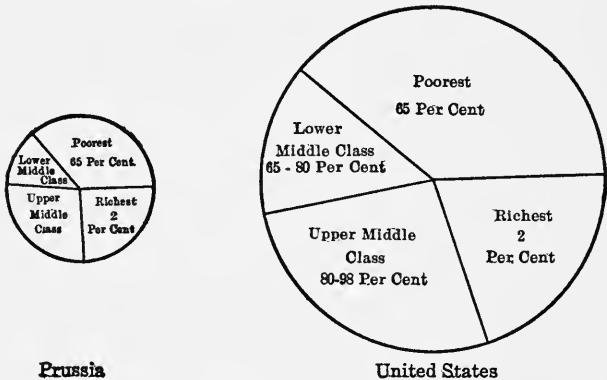 Poorest
65 Per Cent.
Lower
Middle
Class
Upper
Middle
Class
Richest
2
Per Cent
Prussia
Poorest
65 Per Cent
Lower
Middle Class
65 - 80 Per Cent
Upper Middle
Class
80-98 Per Cent
Richest
2
Per Cent
United States